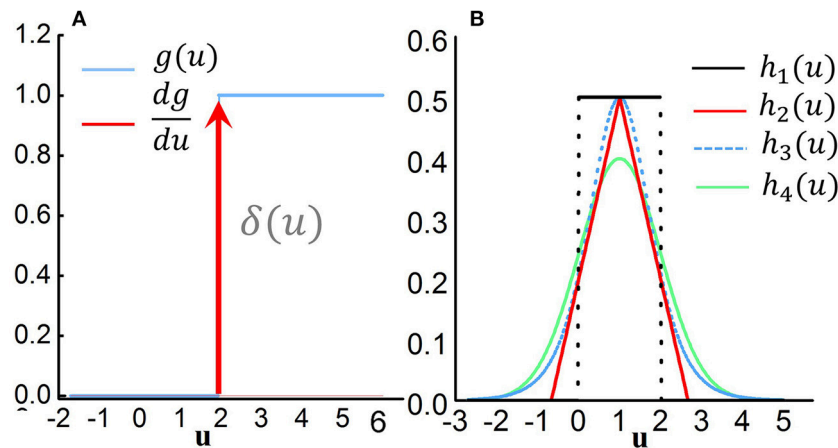 A
g(u)
dg
du
δ(u)
1.2
1.0
0.8
0.6
0.4
0.2
0.0
-2 -2 0 1 2 3 4 5 6
u
B
h₁(u)
h₂(u)
h₃(u)
h₄(u)
0.6
0.5
0.4
0.3
0.2
0.1
0.0
-3 -2 -1 0 1 2 3 4 5
u